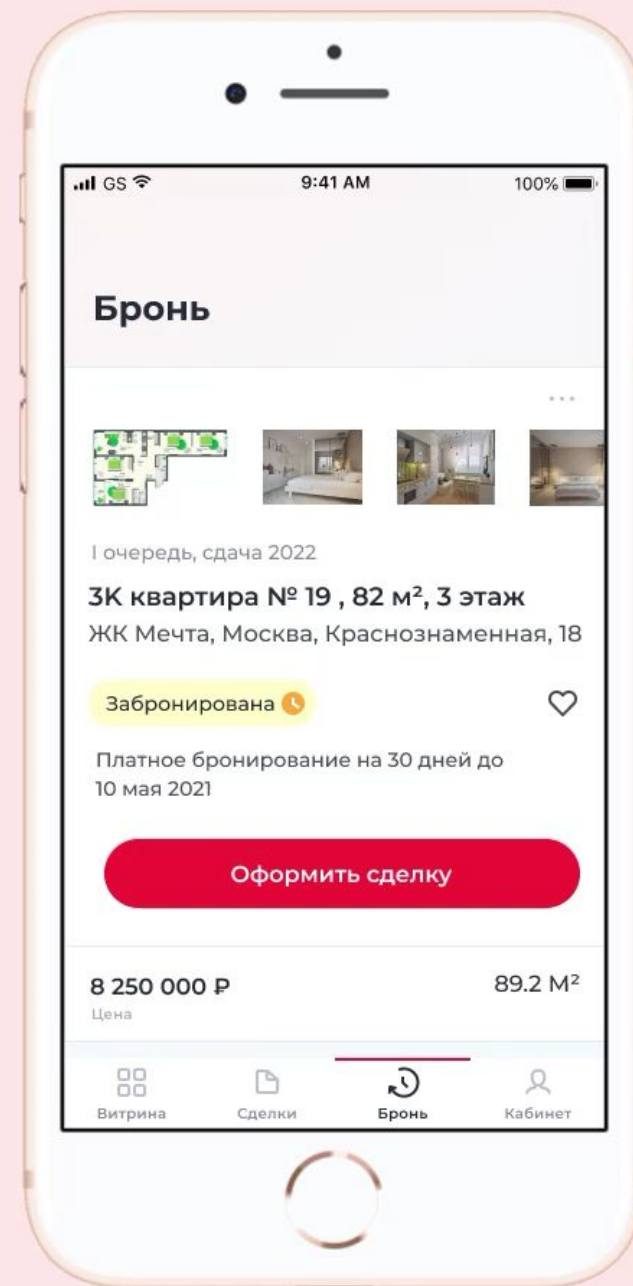 GS 9:41 AM 100%
Бронь
I очередь, сдача 2022
3К квартира № 19 , 82 м², 3 этаж
ЖК Мечта, Москва, Краснознаменная, 18
Забронирована
Платное бронирование на 30 дней до
10 мая 2021
Оформить сделку
8 250 000 ₽ 89.2 М²
Цена
Витрина Сделки Бронь Кабинет